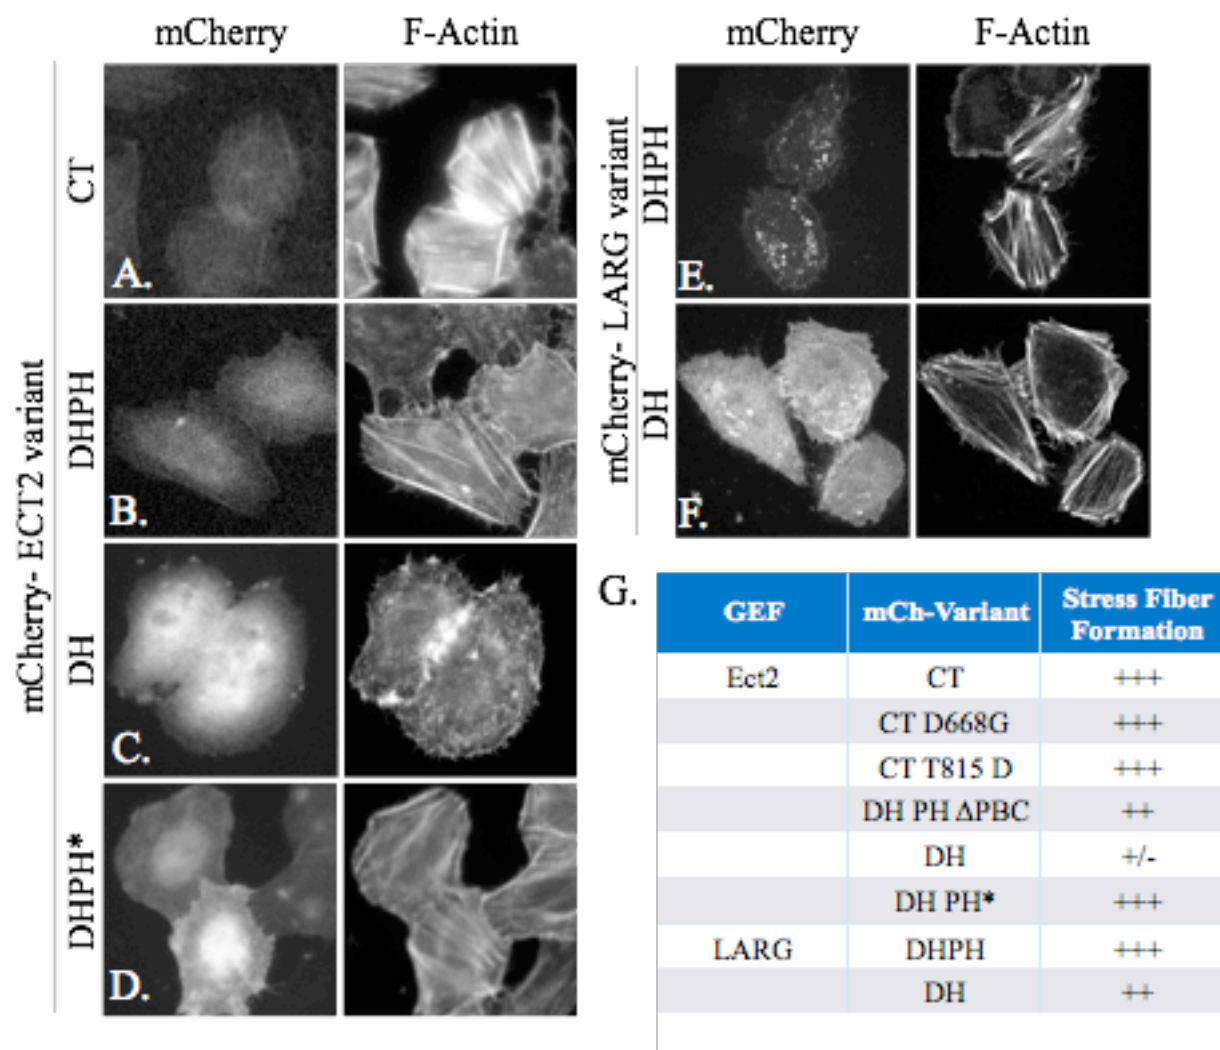 mCherry F-Actin
mCherry- ECT2 variant
CT
A.
DHPH
B.
DH
C.
DHPH*
D.
mCherry F-Actin
mCherry- LARG variant
DHPH
E.
DH
F.
G.
GEF mCh-Variant Stress Fiber
Formation
Ect2 CT +++
CT D668G +++
CT T815 D +++
DH PH ΔPBC ++
DH +/-
DH PH* +++
LARG DHPH +++
DH ++